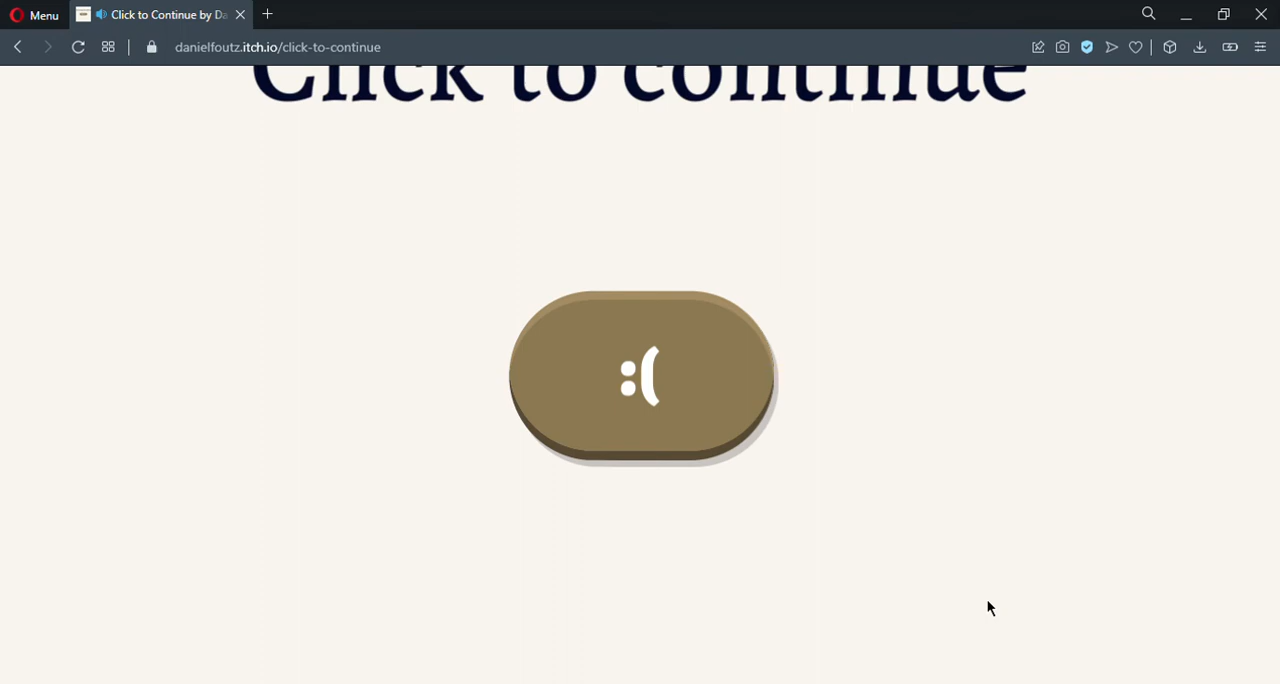 Menu
Click to Continue by Da
danielfoutz.itch.io/click-to-continue
Click to continue
:(